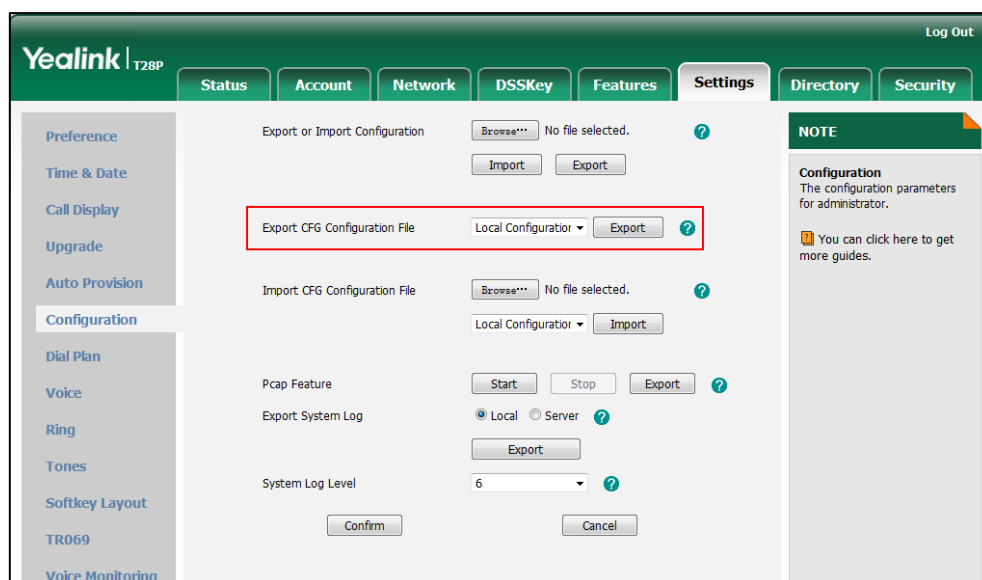 Log Out
Yealink T28P
Status Account Network DSSKey Features Settings Directory Security
Preference
Time & Date
Call Display
Upgrade
Auto Provision
Configuration
Dial Plan
Voice
Ring
Tones
Softkey Layout
TR069
Voice Monitoring
Export or Import Configuration Browse... No file selected. ?
Import Export
Export CFG Configuration File Local Configuration Export ?
Import CFG Configuration File Browse... No file selected. ?
Local Configuration Import
Pcap Feature Start Stop Export ?
Export System Log Local Server ?
Export
System Log Level 6 ?
Confirm Cancel
NOTE
Configuration
The configuration parameters
for administrator.
? You can click here to get
more guides.